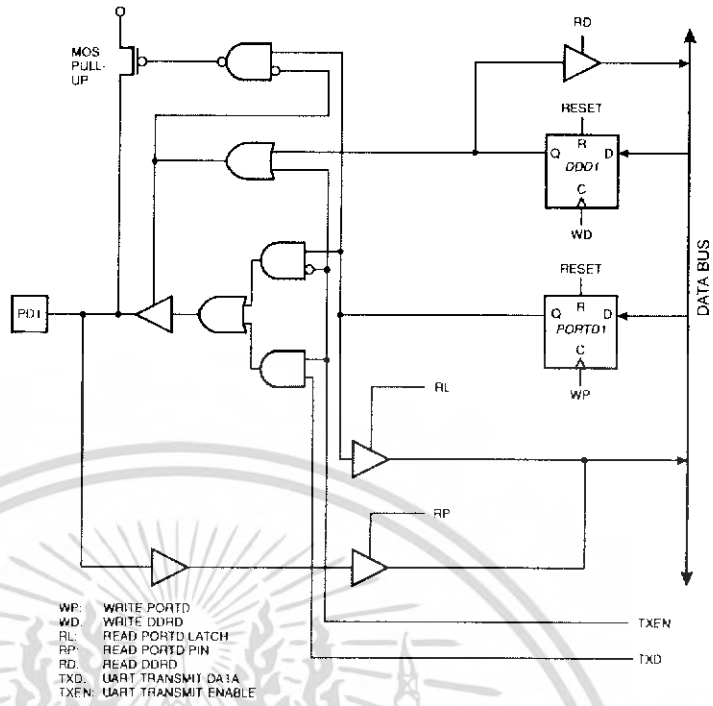 RD
MOS
PULL-
UP
RESET
R
Q
D
DDD1
C
WD
RESET
R
Q
D
PORTD1
C
WP
DATA BUS
PD1
RL
RP
WP: WRITE PORTD
WD: WRITE DDRD
RL: READ PORTD LATCH
RP: READ PORTD PIN
RD: READ DDRD
TXD: UART TRANSMIT DATA
TXEN: UART TRANSMIT ENABLE
TXEN
TXD